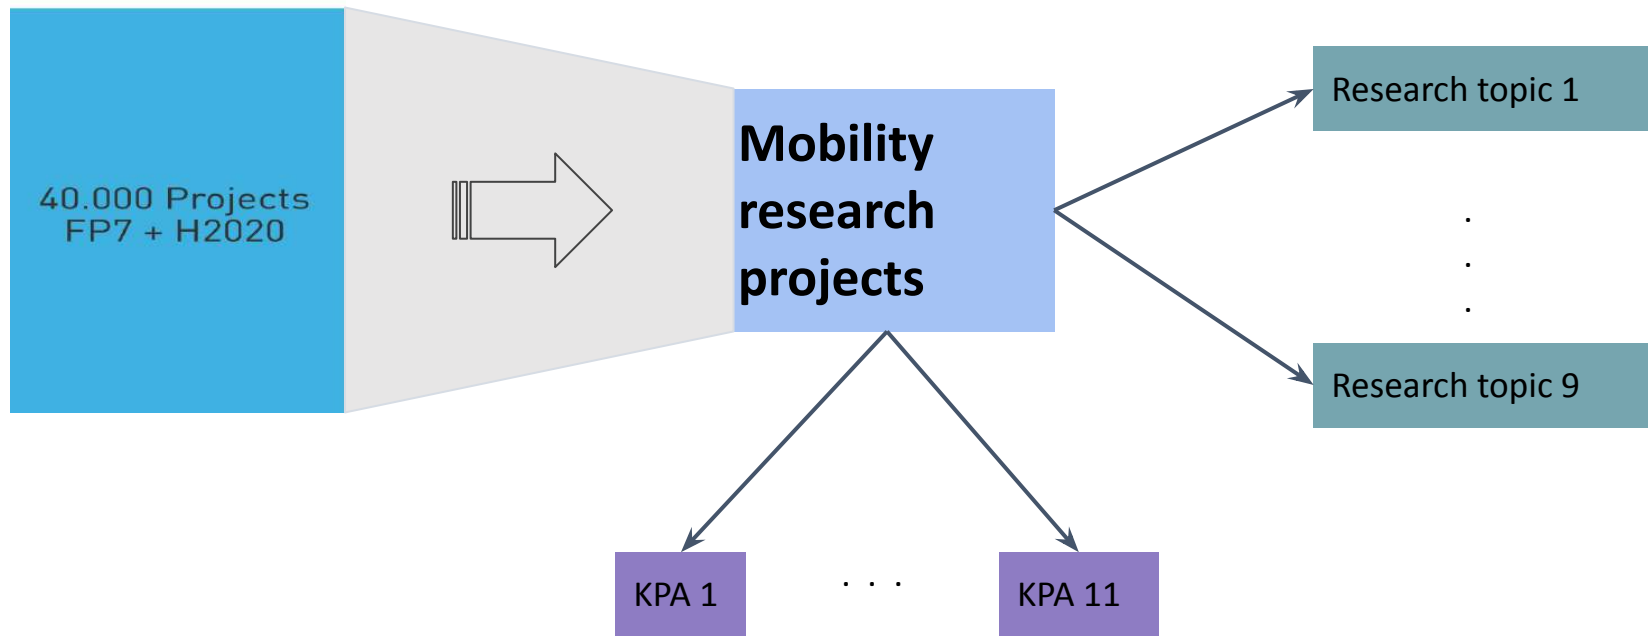 40.000 Projects
FP7 + H2020
Mobility
research
projects
Research topic 1
.
.
.
Research topic 9
KPA 1
. . .
KPA 11